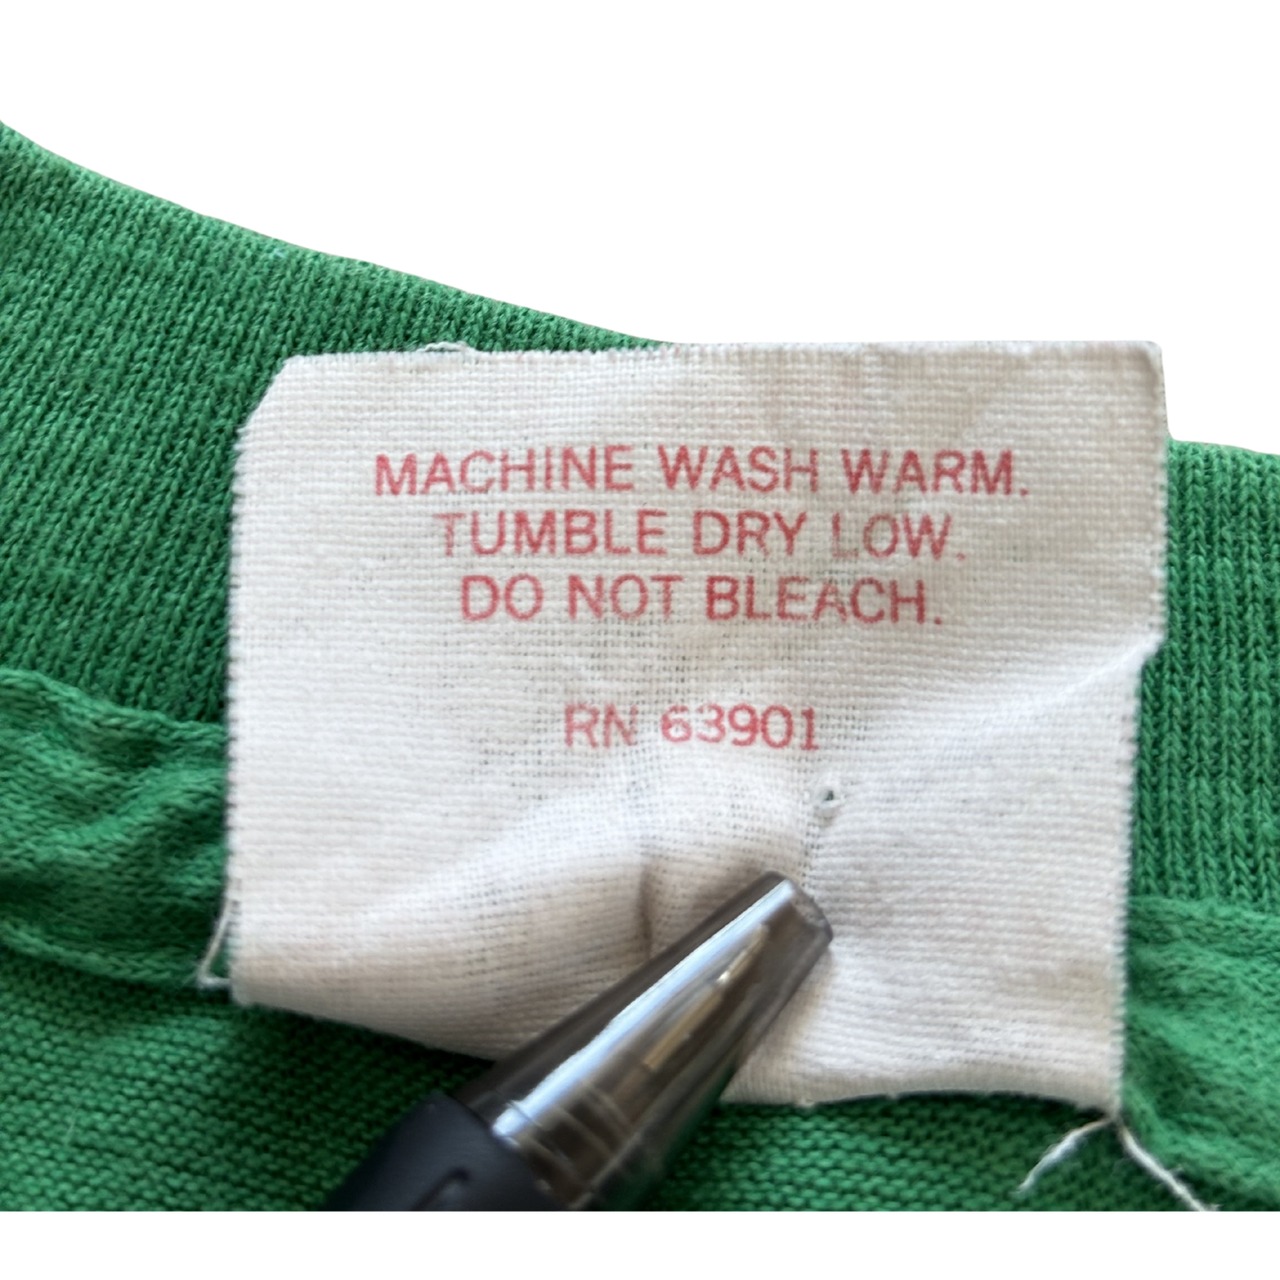 MACHINE WASH WARM.
TUMBLE DRY LOW.
DO NOT BLEACH.
RN 63901